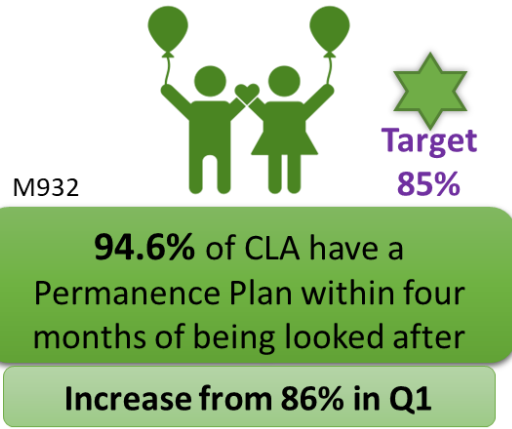 Target
85%
M932
94.6% of CLA have a
Permanence Plan within four
months of being looked after
Increase from 86% in Q1